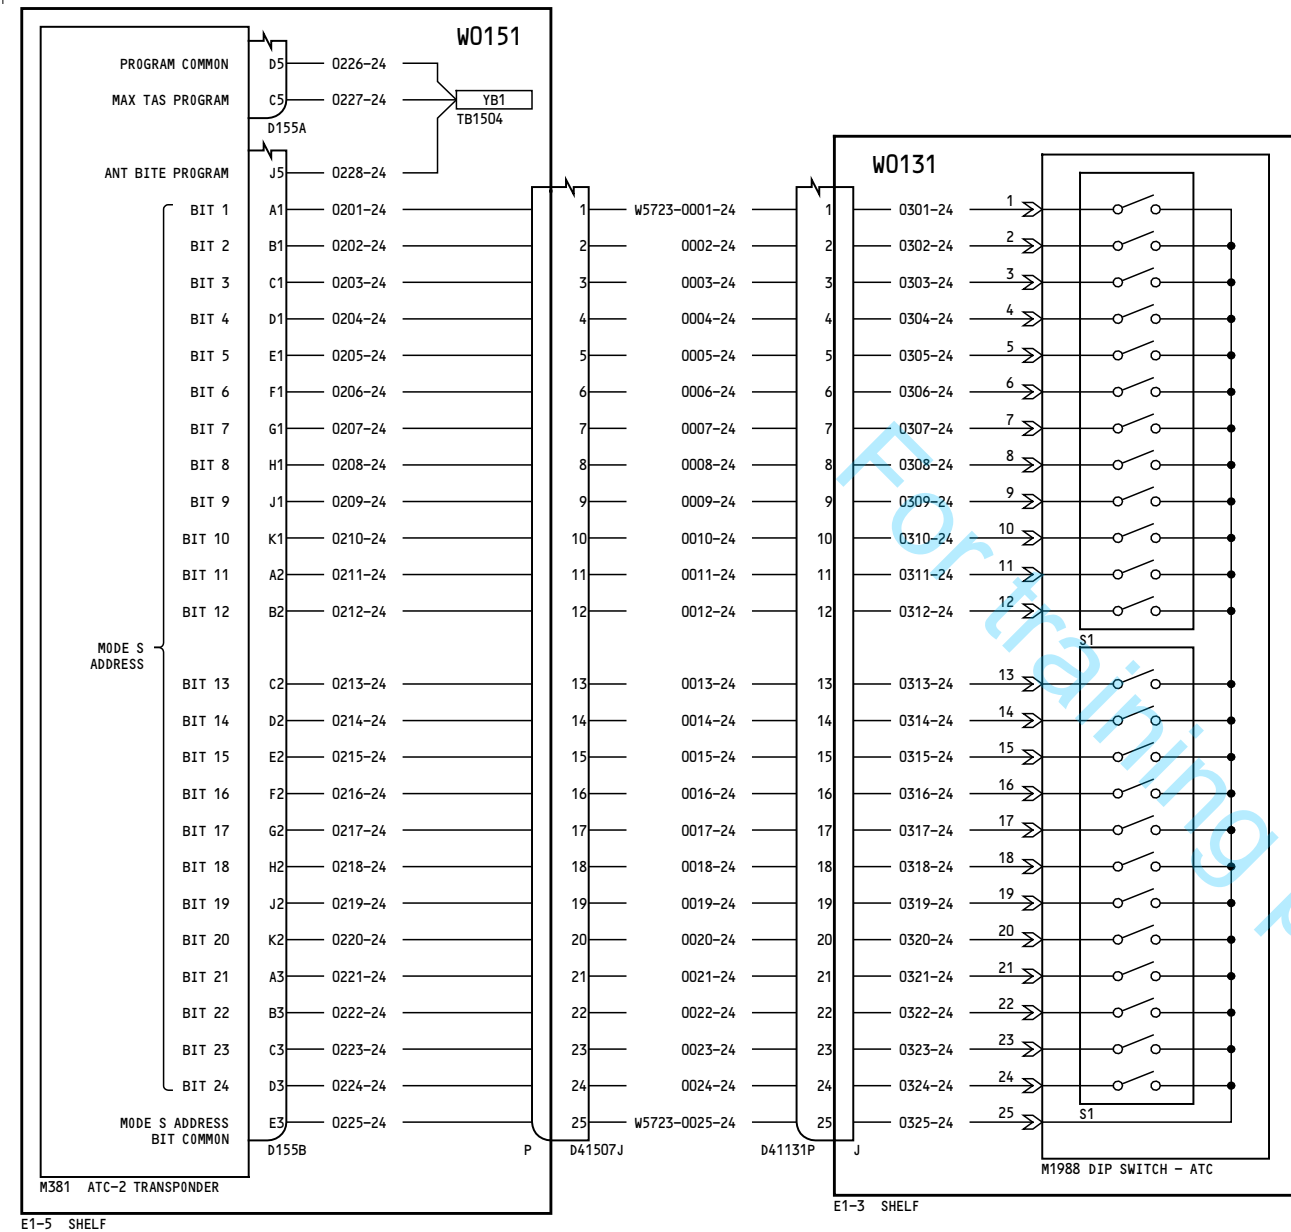 W0151
PROGRAM COMMON D5 0226-24
MAX TAS PROGRAM C5 0227-24 YB1
TB1504
D155A
W0131
ANT BITE PROGRAM J5 0228-24
BIT 1 A1 0201-24 1 W5723-0001-24 1 0301-24 1
BIT 2 B1 0202-24 2 0002-24 2 0302-24 2
BIT 3 C1 0203-24 3 0003-24 3 0303-24 3
BIT 4 D1 0204-24 4 0004-24 4 0304-24 4
BIT 5 E1 0205-24 5 0005-24 5 0305-24 5
BIT 6 F1 0206-24 6 0006-24 6 0306-24 6
BIT 7 G1 0207-24 7 0007-24 7 0307-24 7
BIT 8 H1 0208-24 8 0008-24 8 0308-24 8
BIT 9 J1 0209-24 9 0009-24 9 0309-24 9
BIT 10 K1 0210-24 10 0010-24 10 0310-24 10
BIT 11 A2 0211-24 11 0011-24 11 0311-24 11
BIT 12 B2 0212-24 12 0012-24 12 0312-24 12
S1
MODE S
ADDRESS
BIT 13 C2 0213-24 13 0013-24 13 0313-24 13
BIT 14 D2 0214-24 14 0014-24 14 0314-24 14
BIT 15 E2 0215-24 15 0015-24 15 0315-24 15
BIT 16 F2 0216-24 16 0016-24 16 0316-24 16
BIT 17 G2 0217-24 17 0017-24 17 0317-24 17
BIT 18 H2 0218-24 18 0018-24 18 0318-24 18
BIT 19 J2 0219-24 19 0019-24 19 0319-24 19
BIT 20 K2 0220-24 20 0020-24 20 0320-24 20
BIT 21 A3 0221-24 21 0021-24 21 0321-24 21
BIT 22 B3 0222-24 22 0022-24 22 0322-24 22
BIT 23 C3 0223-24 23 0023-24 23 0323-24 23
BIT 24 D3 0224-24 24 0024-24 24 0324-24 24
S1
MODE S ADDRESS E3 0225-24 25 W5723-0025-24 25 0325-24 25
BIT COMMON
D155B P D41507J D41131P J
M1988 DIP SWITCH - ATC
M381 ATC-2 TRANSPONDER
E1-3 SHELF
E1-5 SHELF
For training